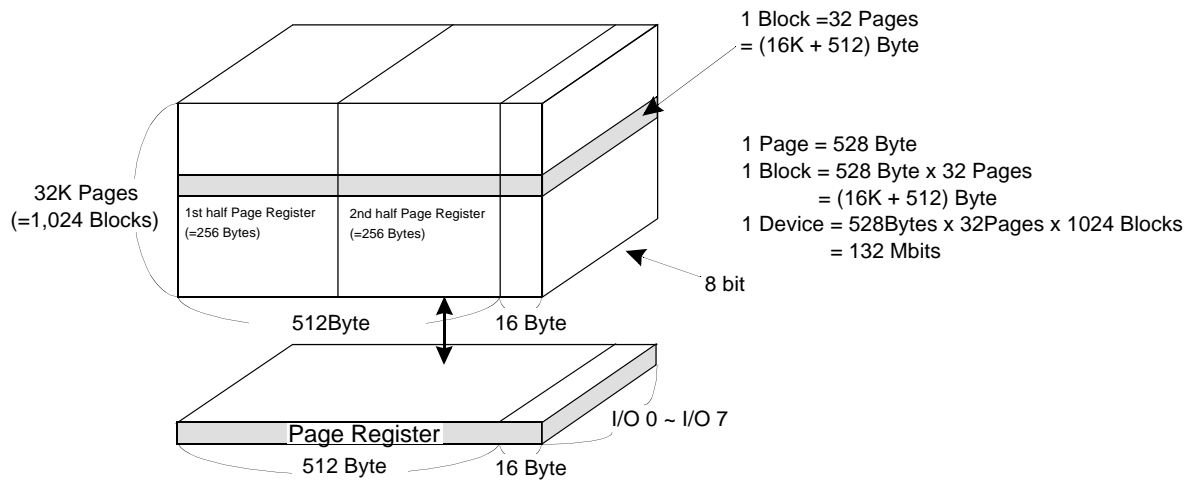 1 Block =32 Pages
= (16K + 512) Byte
1 Page = 528 Byte
1 Block = 528 Byte x 32 Pages
= (16K + 512) Byte
1 Device = 528Bytes x 32Pages x 1024 Blocks
= 132 Mbits
32K Pages
(=1,024 Blocks)
1st half Page Register
(=256 Bytes)
2nd half Page Register
(=256 Bytes)
8 bit
512Byte
16 Byte
I/O 0 ~ I/O 7
Page Register
512 Byte
16 Byte